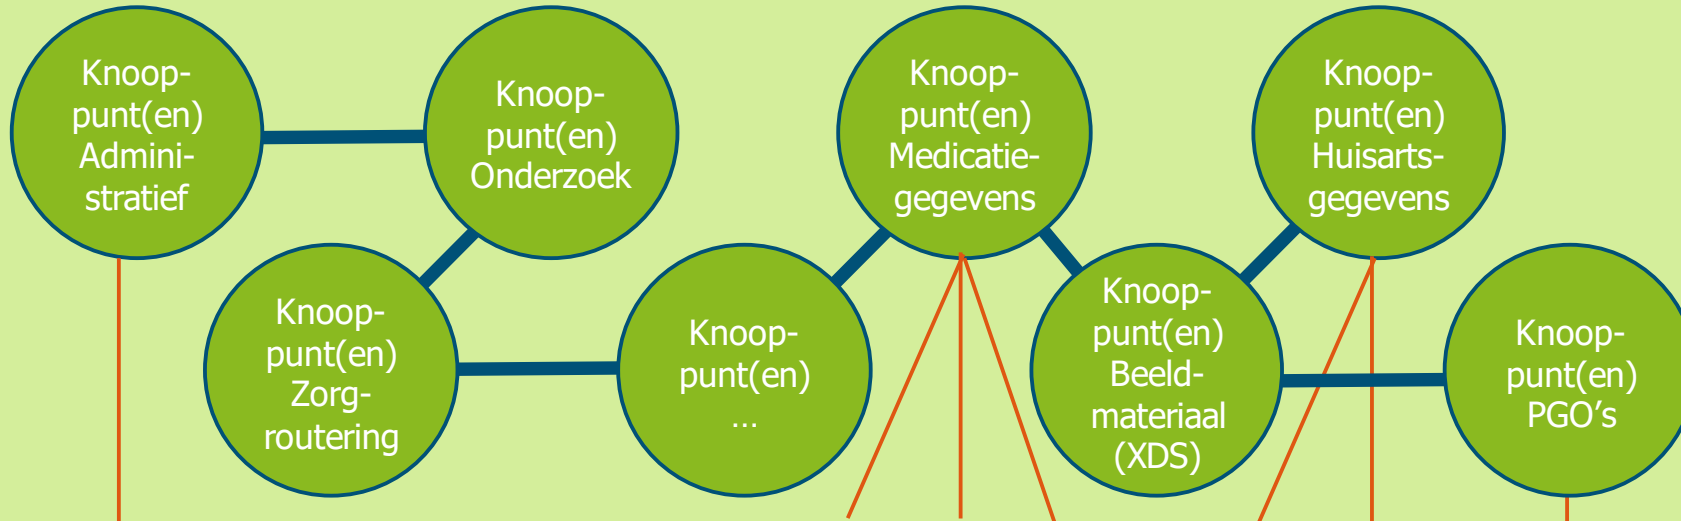 Knoop-
punt(en)
Admini-
stratief
Knoop-
punt(en)
Onderzoek
Knoop-
punt(en)
Medicatie-
gegevens
Knoop-
punt(en)
Huisarts-
gegevens
Knoop-
punt(en)
Zorg-
routering
Knoop-
punt(en)
...
Knoop-
punt(en)
Beeld-
materiaal
(XDS)
Knoop-
punt(en)
PGO’s